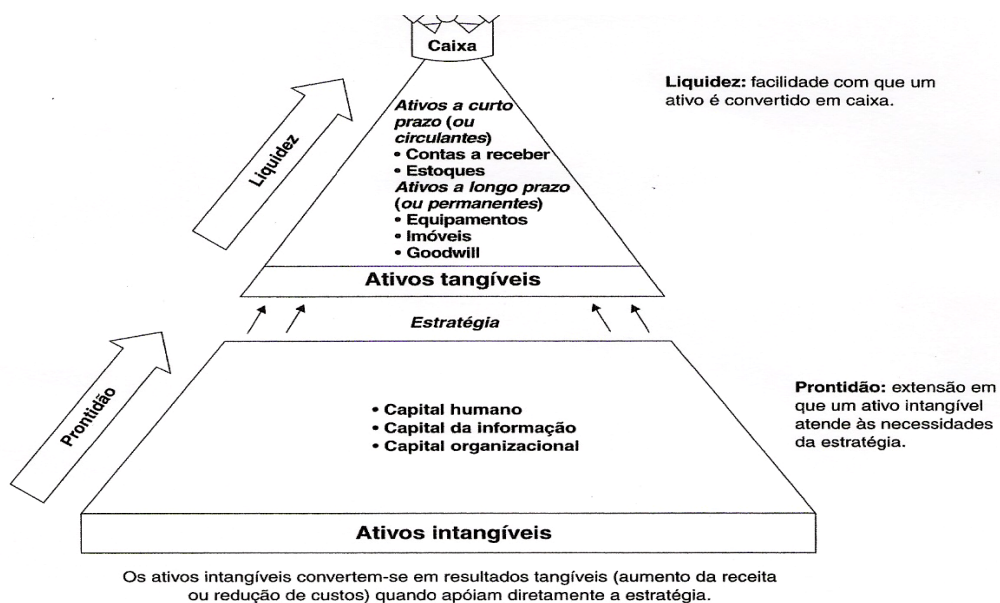 Caixa
Liquidez: facilidade com que um
ativo é convertido em caixa.
Liquidez
Ativos a curto
prazo (ou
circulantes)
• Contas a receber
• Estoques
Ativos a longo prazo
(ou permanentes)
• Equipamentos
• Imóveis
• Goodwill
Ativos tangíveis
Estratégia
Prontidão
Prontidão: extensão em
que um ativo intangível
atende às necessidades
da estratégia.
• Capital humano
• Capital da informação
• Capital organizacional
Ativos intangíveis
Os ativos intangíveis convertem-se em resultados tangíveis (aumento da receita
ou redução de custos) quando apóiam diretamente a estratégia.